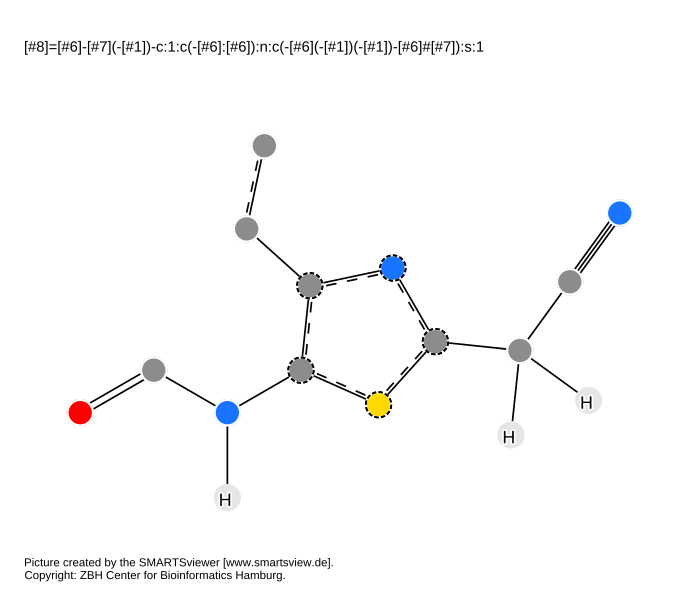 [#8]=[#6]-[#7](-[#1])-c:1:c(-[#6]:[#6]):n:c(-[#6](-[#1])(-[#1])-[#6]#[#7]):s:1
H
H
H
Picture created by the SMARTSviewer [www.smartsview.de].
Copyright: ZBH Center for Bioinformatics Hamburg.